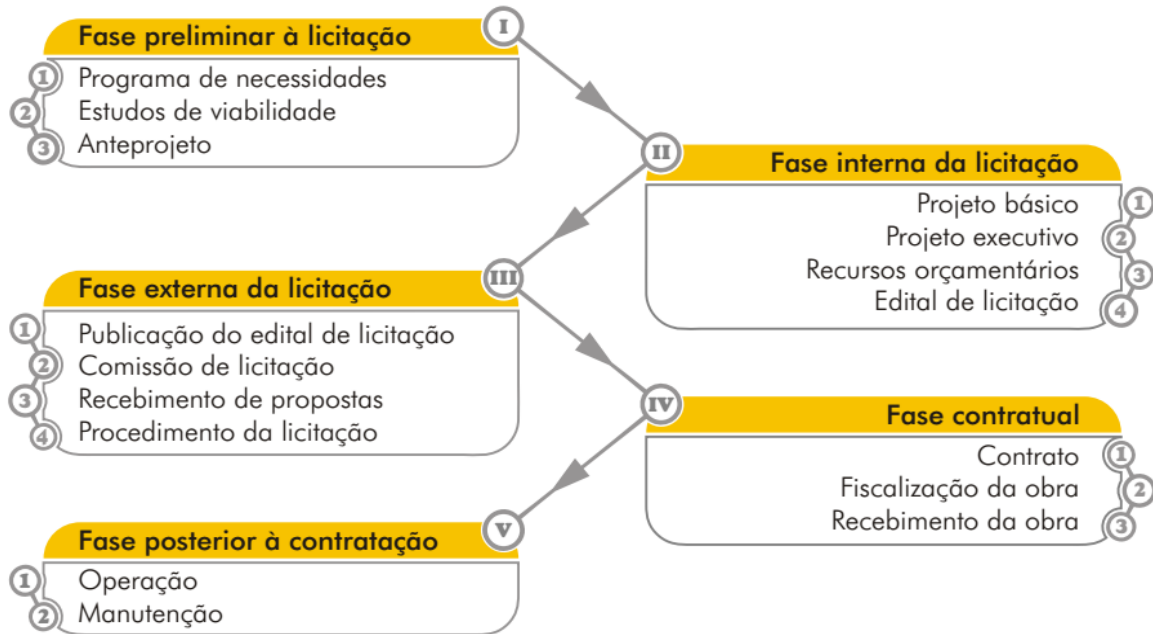 I
Fase preliminar à licitação
1 Programa de necessidades
2 Estudos de viabilidade
3 Anteprojeto
II
Fase interna da licitação
Projeto básico 1
Projeto executivo 2
Recursos orçamentários 3
Edital de licitação 4
III
Fase externa da licitação
1 Publicação do edital de licitação
2 Comissão de licitação
3 Recebimento de propostas
4 Procedimento da licitação
IV
Fase contratual
Contrato 1
Fiscalização da obra 2
Recebimento da obra 3
V
Fase posterior à contratação
1 Operação
2 Manutenção